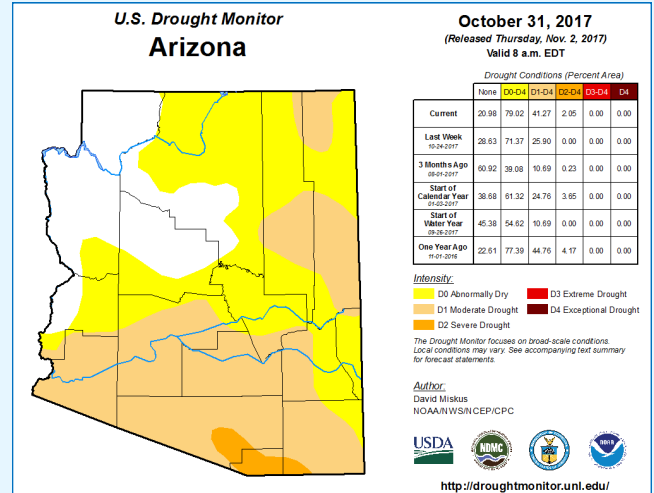 U.S. Drought Monitor
Arizona
October 31, 2017
(Released Thursday, Nov. 2, 2017)
Valid 8 a.m. EDT
Drought Conditions (Percent Area)
None D0-D4 D1-D4 D2-D4 D3-D4 D4
Current 20.98 79.02 41.27 2.05 0.00 0.00
Last Week 10-24-2017 28.63 71.37 25.90 0.00 0.00 0.00
3 Months Ago 08-01-2017 60.92 39.08 10.69 0.23 0.00 0.00
Start of Calendar Year 01-03-2017 38.68 61.32 24.76 3.65 0.00 0.00
Start of Water Year 09-26-2017 45.38 54.62 10.69 0.00 0.00 0.00
One Year Ago 11-01-2016 22.61 77.39 44.76 4.17 0.00 0.00
Intensity:
D0 Abnormally Dry
D1 Moderate Drought
D2 Severe Drought
D3 Extreme Drought
D4 Exceptional Drought
The Drought Monitor focuses on broad-scale conditions.
Local conditions may vary. See accompanying text summary
for forecast statements.
Author:
David Miskus
NOAA/NWS/NCEP/CPC
USDA
NDMC
NOAA
http://droughtmonitor.unl.edu/